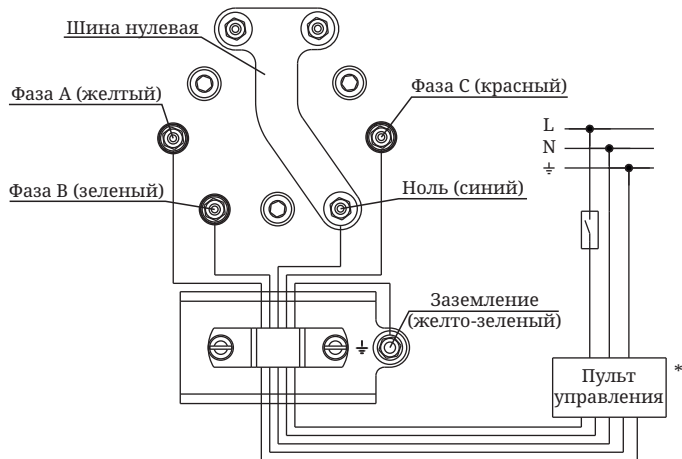 Шина нулевая
Фаза А (желтый)
Фаза С (красный)
L
N
Фаза В (зеленый)
Ноль (синий)
Заземление
(желто-зеленый)
Пульт
управления
*